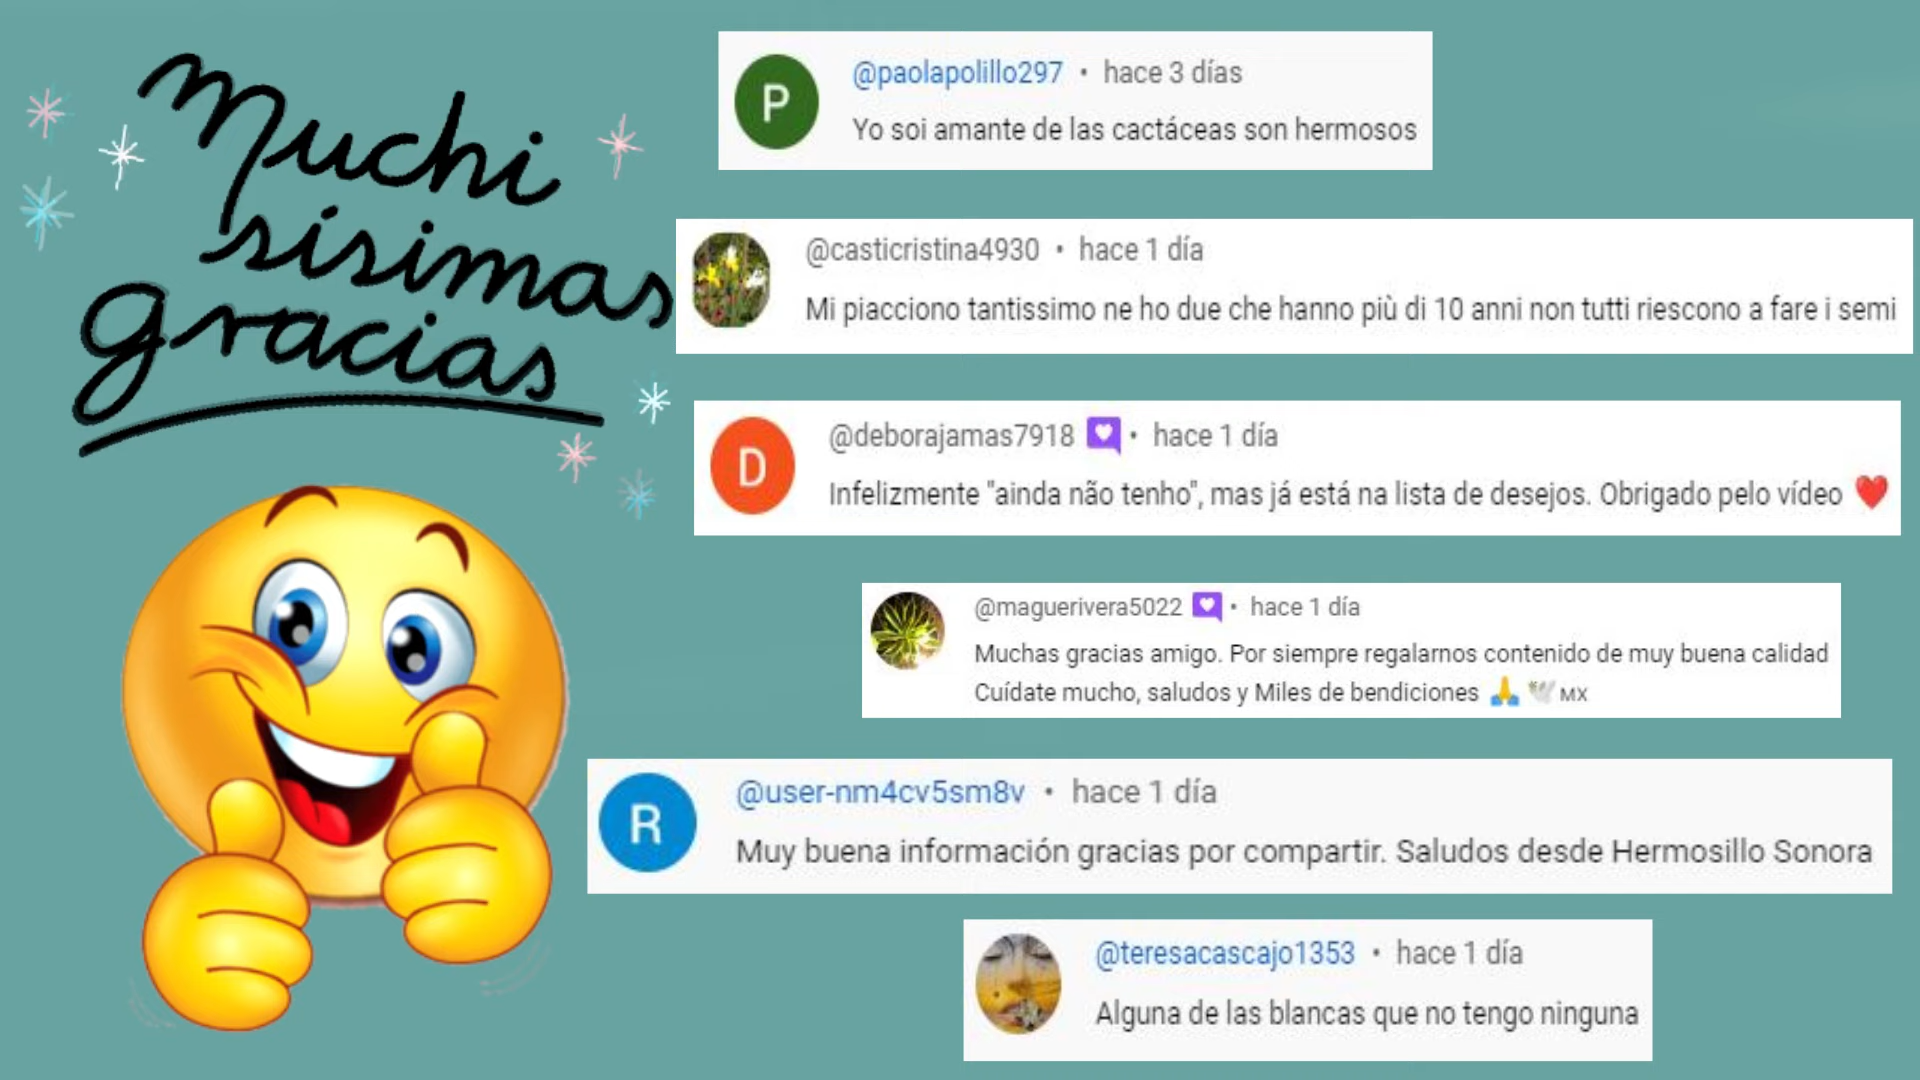 Muchi
sísimas
gracias
P
@paolapolillo297 • hace 3 días
Yo soi amante de las cactáceas son hermosos
@casticristina4930 • hace 1 día
Mi piacciono tantissimo ne ho due che hanno più di 10 anni non tutti riescono a fare i semi
D
@deborajamas7918 • hace 1 día
Infelizmente "ainda não tenho", mas já está na lista de desejos. Obrigado pelo vídeo ❤️
@maguerivera5022 • hace 1 día
Muchas gracias amigo. Por siempre regalarnos contenido de muy buena calidad
Cuídate mucho, saludos y Miles de bendiciones 🙏 🕊️ MX
R
@user-nm4cv5sm8v • hace 1 día
Muy buena información gracias por compartir. Saludos desde Hermosillo Sonora
@teresacascajo1353 • hace 1 día
Alguna de las blancas que no tengo ninguna